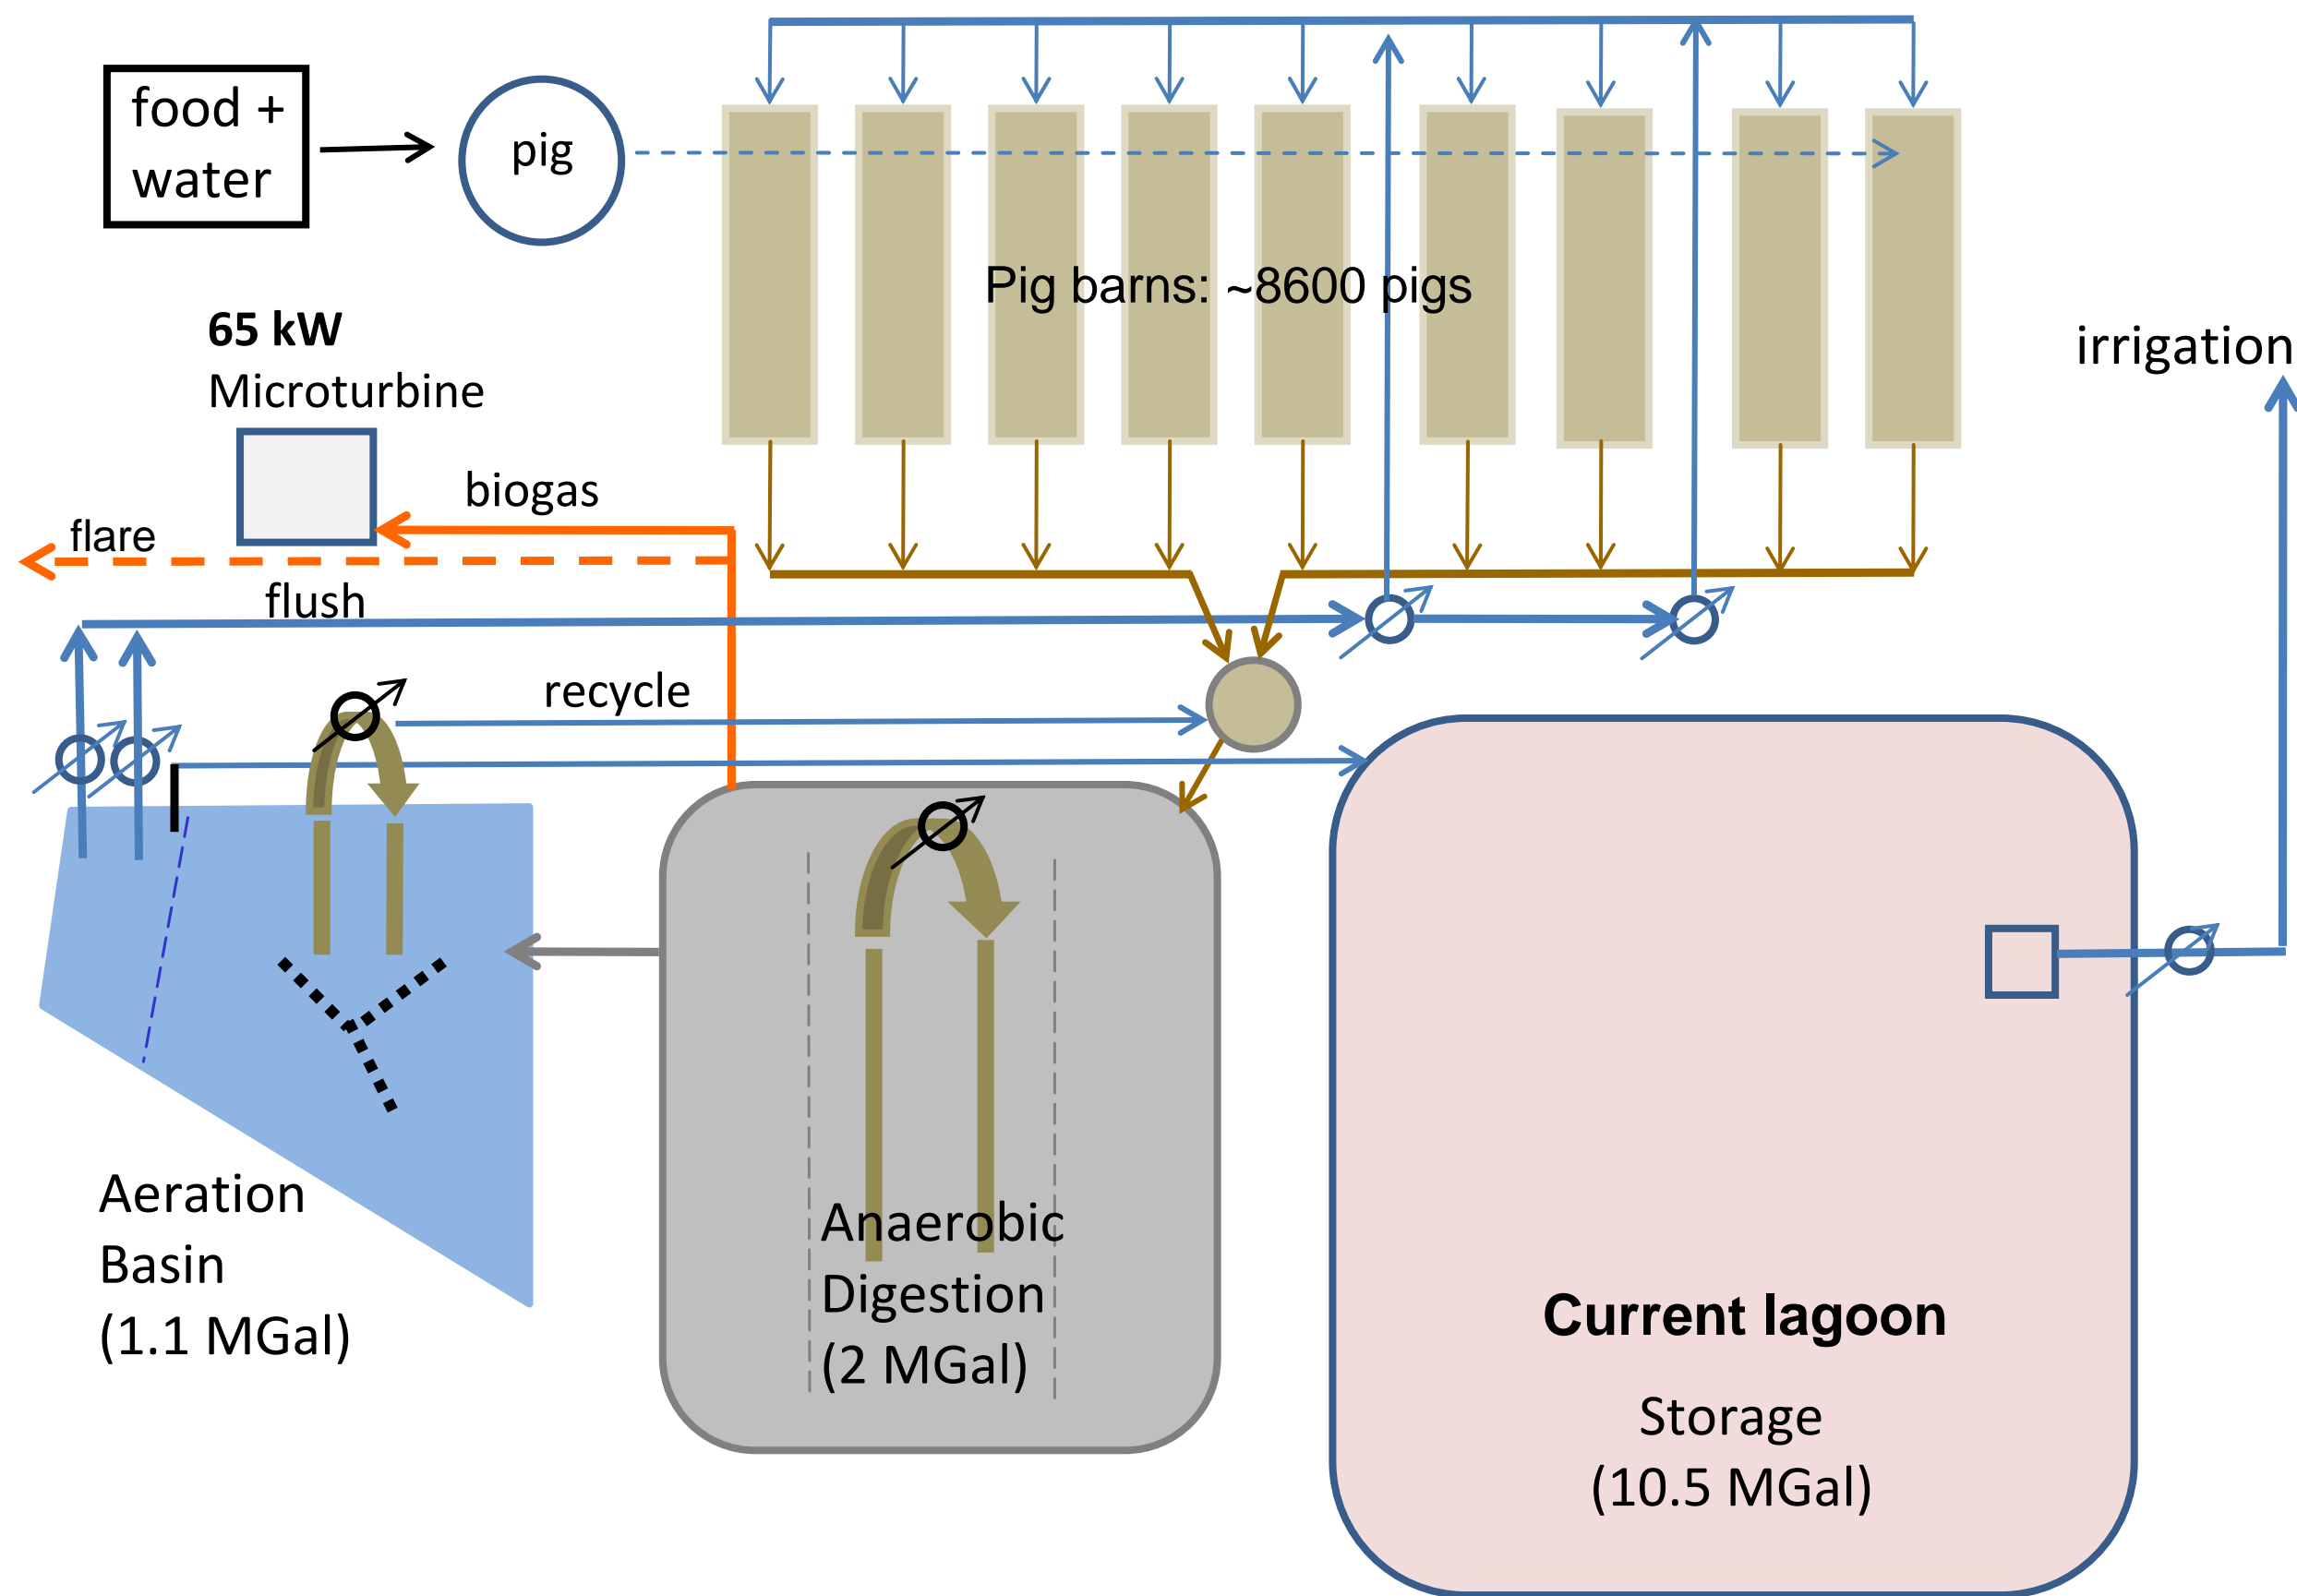 food +
water
pig
Pig barns: ~8600 pigs
65 kW
Microturbine
irrigation
biogas
flare
flush
recycle
Aeration
Basin
(1.1 MGal)
Anaerobic
Digestion
(2 MGal)
Current lagoon
Storage
(10.5 MGal)